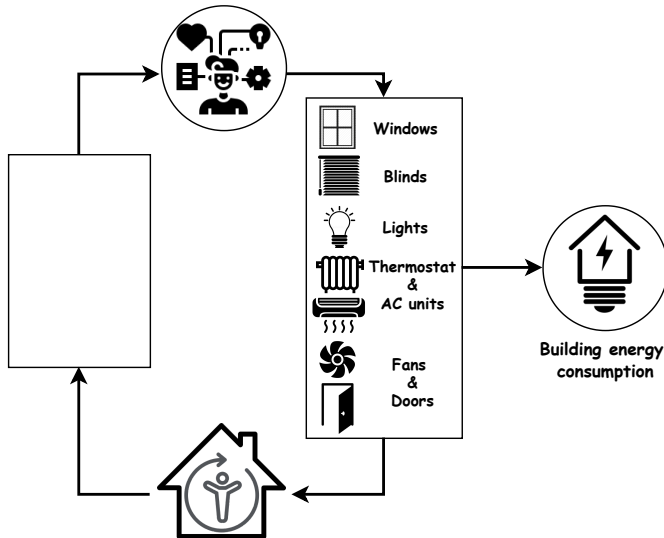 Windows
Blinds
Lights
Thermostat
&
AC units
Fans
&
Doors
Building energy
consumption